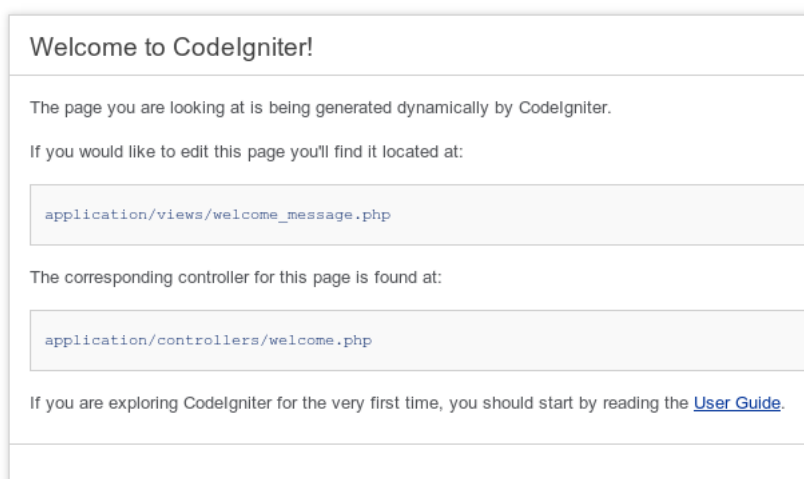 Welcome to CodeIgniter!
The page you are looking at is being generated dynamically by CodeIgniter.
If you would like to edit this page you'll find it located at:
application/views/welcome_message.php
The corresponding controller for this page is found at:
application/controllers/welcome.php
If you are exploring CodeIgniter for the very first time, you should start by reading the User Guide.